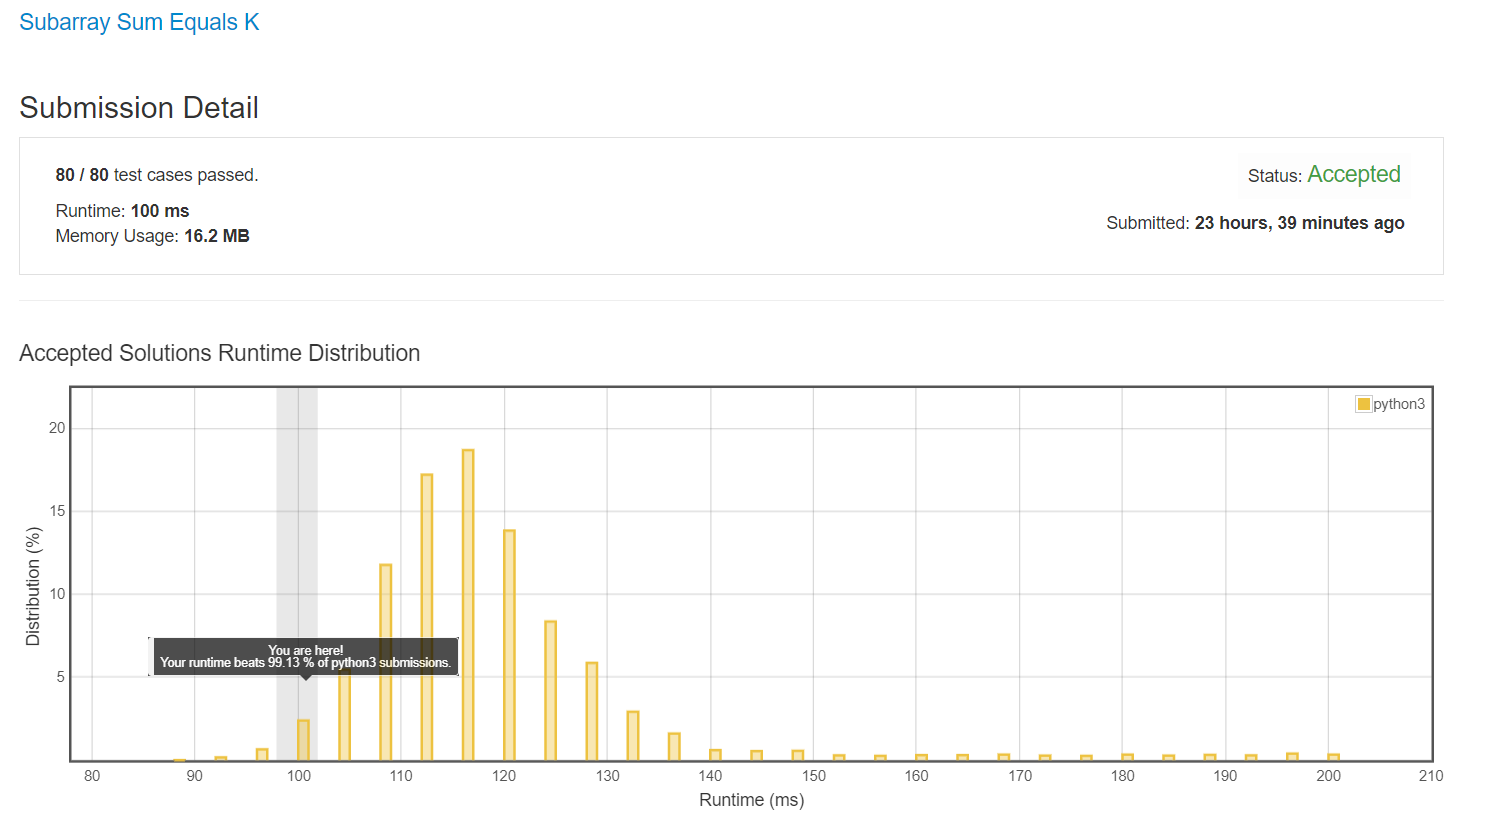 Subarray Sum Equals K
Submission Detail
80 / 80 test cases passed.
Status: Accepted
Runtime: 100 ms
Submitted: 23 hours, 39 minutes ago
Memory Usage: 16.2 MB
Accepted Solutions Runtime Distribution
python3
20
15
10
5
Distribution (%)
You are here!
Your runtime beats 99.13 % of python3 submissions.
80 90 100 110 120 130 140 150 160 170 180 190 200 210
Runtime (ms)